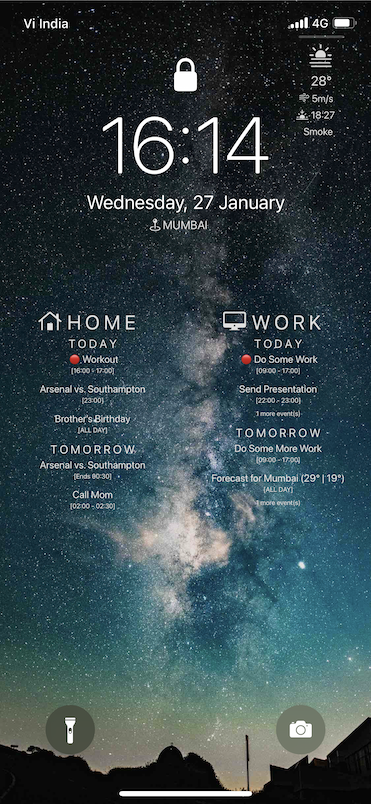 Vi India
4G
28°
5m/s
18:27
Smoke
16:14
Wednesday, 27 January
MUMBAI
HOME
TODAY
Workout
[16:00 - 17:00]
Arsenal vs. Southampton
[23:00]
Brother's Birthday
[ALL DAY]
TOMORROW
Arsenal vs. Southampton
[Ends 00:30]
Call Mom
[02:00 - 02:30]
WORK
TODAY
Do Some Work
[09:00 - 17:00]
Send Presentation
[22:00 - 23:00]
1 more event(s)
TOMORROW
Do Some More Work
[09:00 - 17:00]
Forecast for Mumbai (29° | 19°)
[ALL DAY]
1 more event(s)